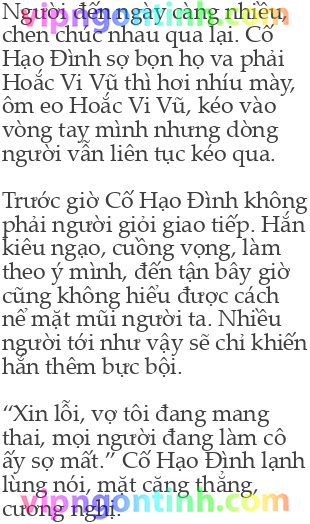 Người đến ngày càng nhiều,
chen chúc nhau qua lại. Cố
Hạo Đình sợ bọn họ va phải
Hoắc Vi Vũ thì hơi nhíu mày,
ôm eo Hoắc Vi Vũ, kéo vào
vòng tay mình nhưng dòng
người vẫn liên tục kéo qua.
Trước giờ Cố Hạo Đình không
phải người giỏi giao tiếp. Hắn
kiêu ngạo, cuồng vọng, làm
theo ý mình, đến tận bây giờ
cũng không hiểu được cách
nể mặt mũi người ta. Nhiều
người tới như vậy sẽ chỉ khiến
hắn thêm bực bội.
“Xin lỗi, vợ tôi đang mang
thai, mọi người đang làm cô
ấy sợ mất.” Cố Hạo Đình lạnh
lùng nói, mặt căng thẳng,
cương nghị.
vipngontinh.com
vipngontinh.com
vipngontinh.com